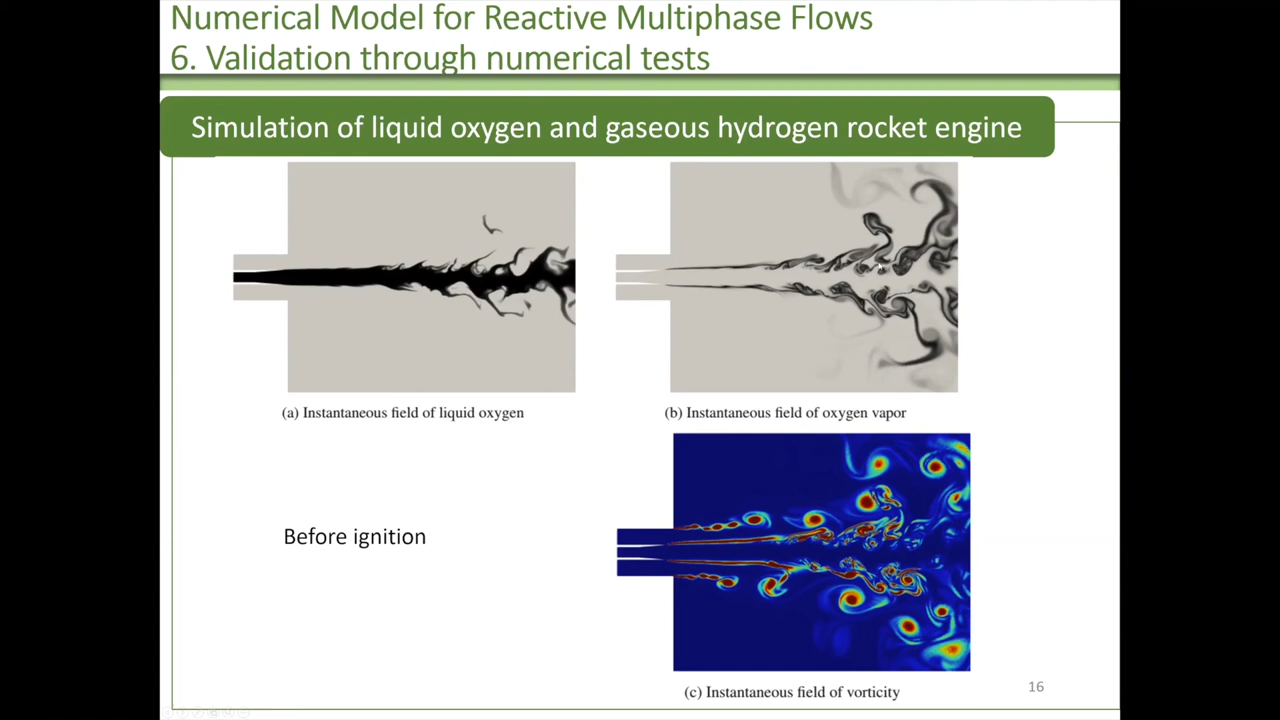 Numerical Model for Reactive Multiphase Flows
6. Validation through numerical tests
Simulation of liquid oxygen and gaseous hydrogen rocket engine
(a) Instantaneous field of liquid oxygen
(b) Instantaneous field of oxygen vapor
Before ignition
(c) Instantaneous field of vorticity
16